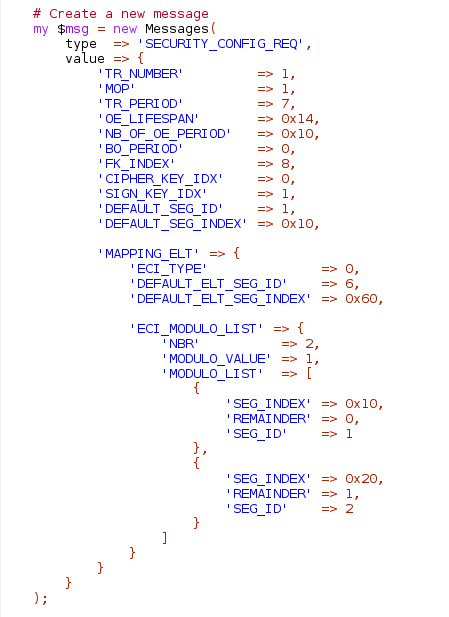 # Create a new message
my $msg = new Messages(
    type  => 'SECURITY_CONFIG_REQ',
    value => {
        'TR_NUMBER'         => 1,
        'MOP'               => 1,
        'TR_PERIOD'         => 7,
        'OE_LIFESPAN'       => 0x14,
        'NB_OF_OE_PERIOD'   => 0x10,
        'BO_PERIOD'         => 0,
        'FK_INDEX'          => 8,
        'CIPHER_KEY_IDX'    => 0,
        'SIGN_KEY_IDX'      => 1,
        'DEFAULT_SEG_ID'    => 1,
        'DEFAULT_SEG_INDEX' => 0x10,

        'MAPPING_ELT' => {
            'ECI_TYPE'              => 0,
            'DEFAULT_ELT_SEG_ID'    => 6,
            'DEFAULT_ELT_SEG_INDEX' => 0x60,

            'ECI_MODULO_LIST' => {
                'NBR'          => 2,
                'MODULO_VALUE' => 1,
                'MODULO_LIST'  => [
                    {
                        'SEG_INDEX' => 0x10,
                        'REMAINDER' => 0,
                        'SEG_ID'    => 1
                    },
                    {
                        'SEG_INDEX' => 0x20,
                        'REMAINDER' => 1,
                        'SEG_ID'    => 2
                    }
                ]
            }
        }
    }
);